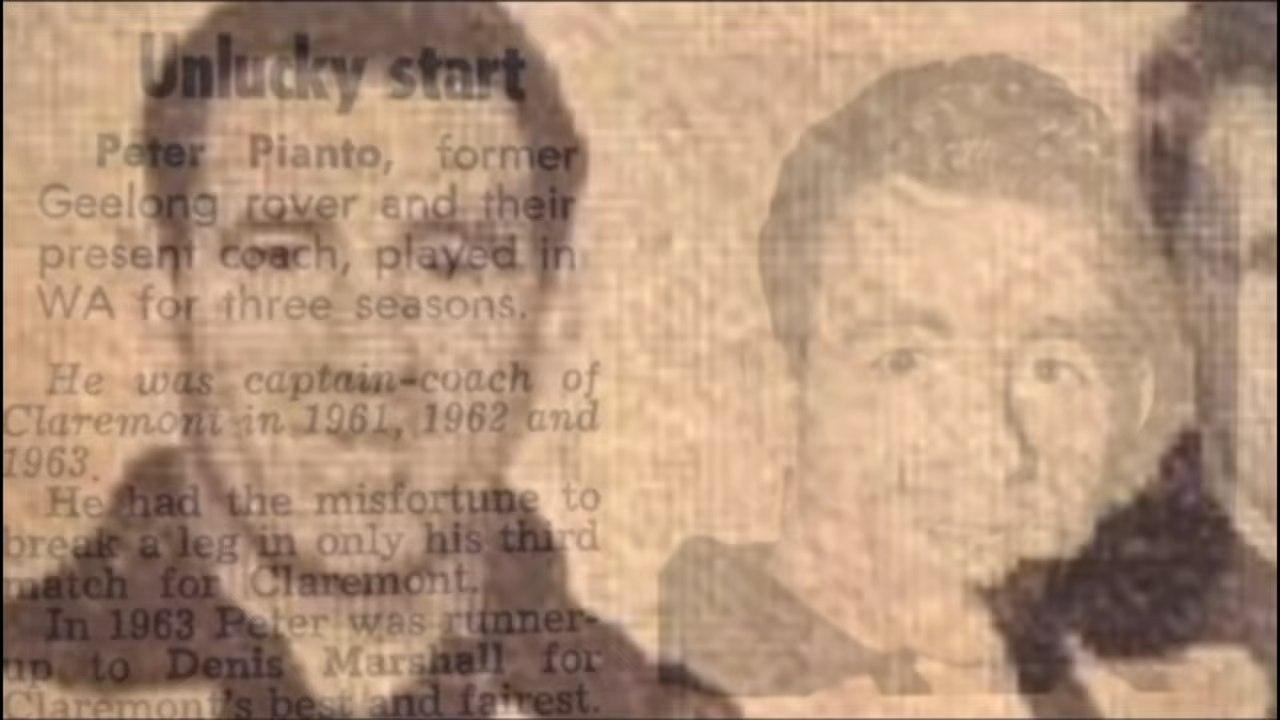 Unlucky start
Peter Pianto, former
Geelong rover and their
present coach, played in
WA for three seasons.
He was captain-coach of
Claremont in 1961, 1962 and
1963.
He had the misfortune to
break a leg in only his third
match for Claremont.
In 1963 Peter was runner-
up to Denis Marshall for
Claremont's best and fairest.